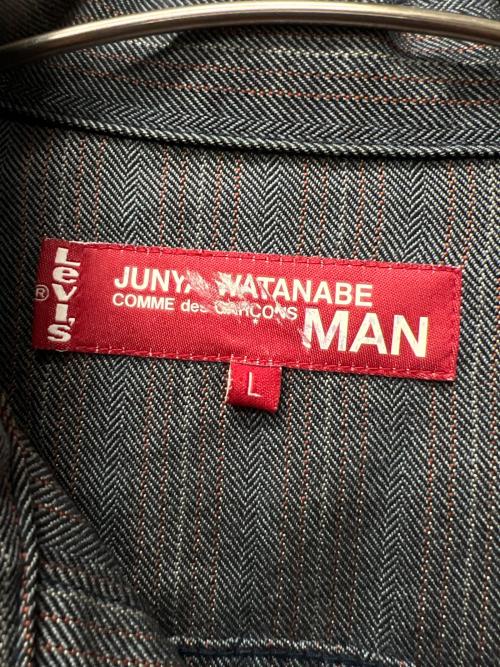 Levi's
®
JUNYA WATANABE
COMME des GARÇONS
MAN
L